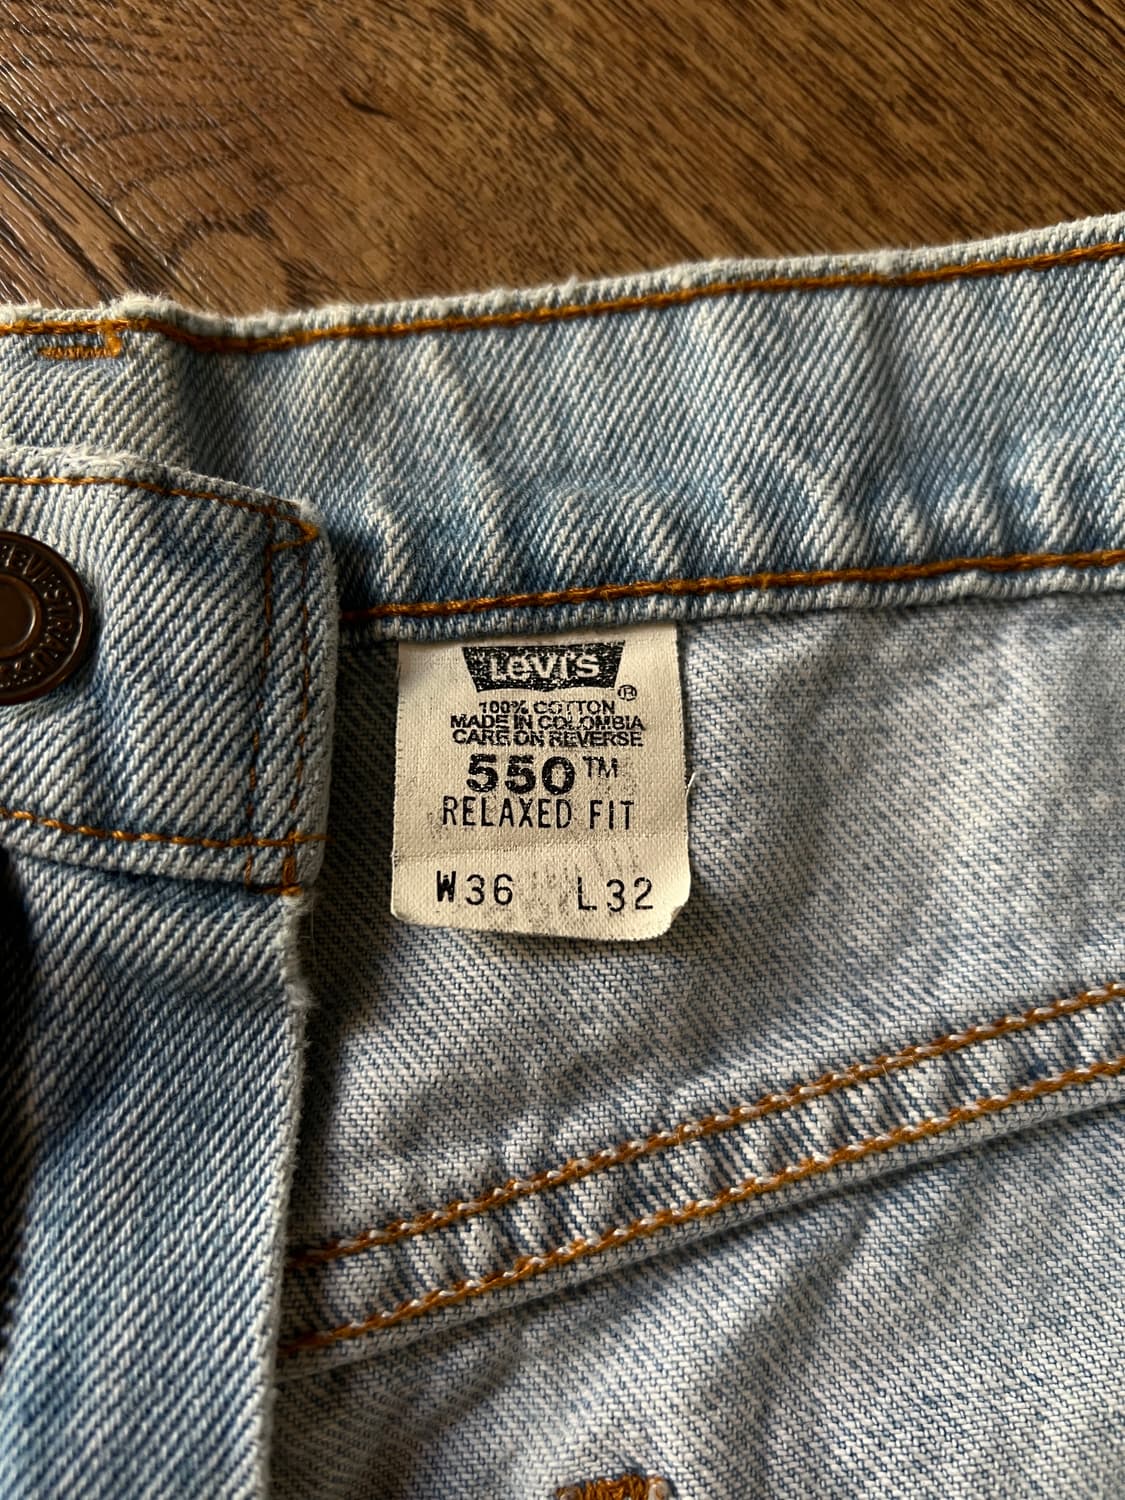 Levi's ®
100% COTTON
MADE IN COLOMBIA
CARE ON REVERSE
550™
RELAXED FIT
W36 L32